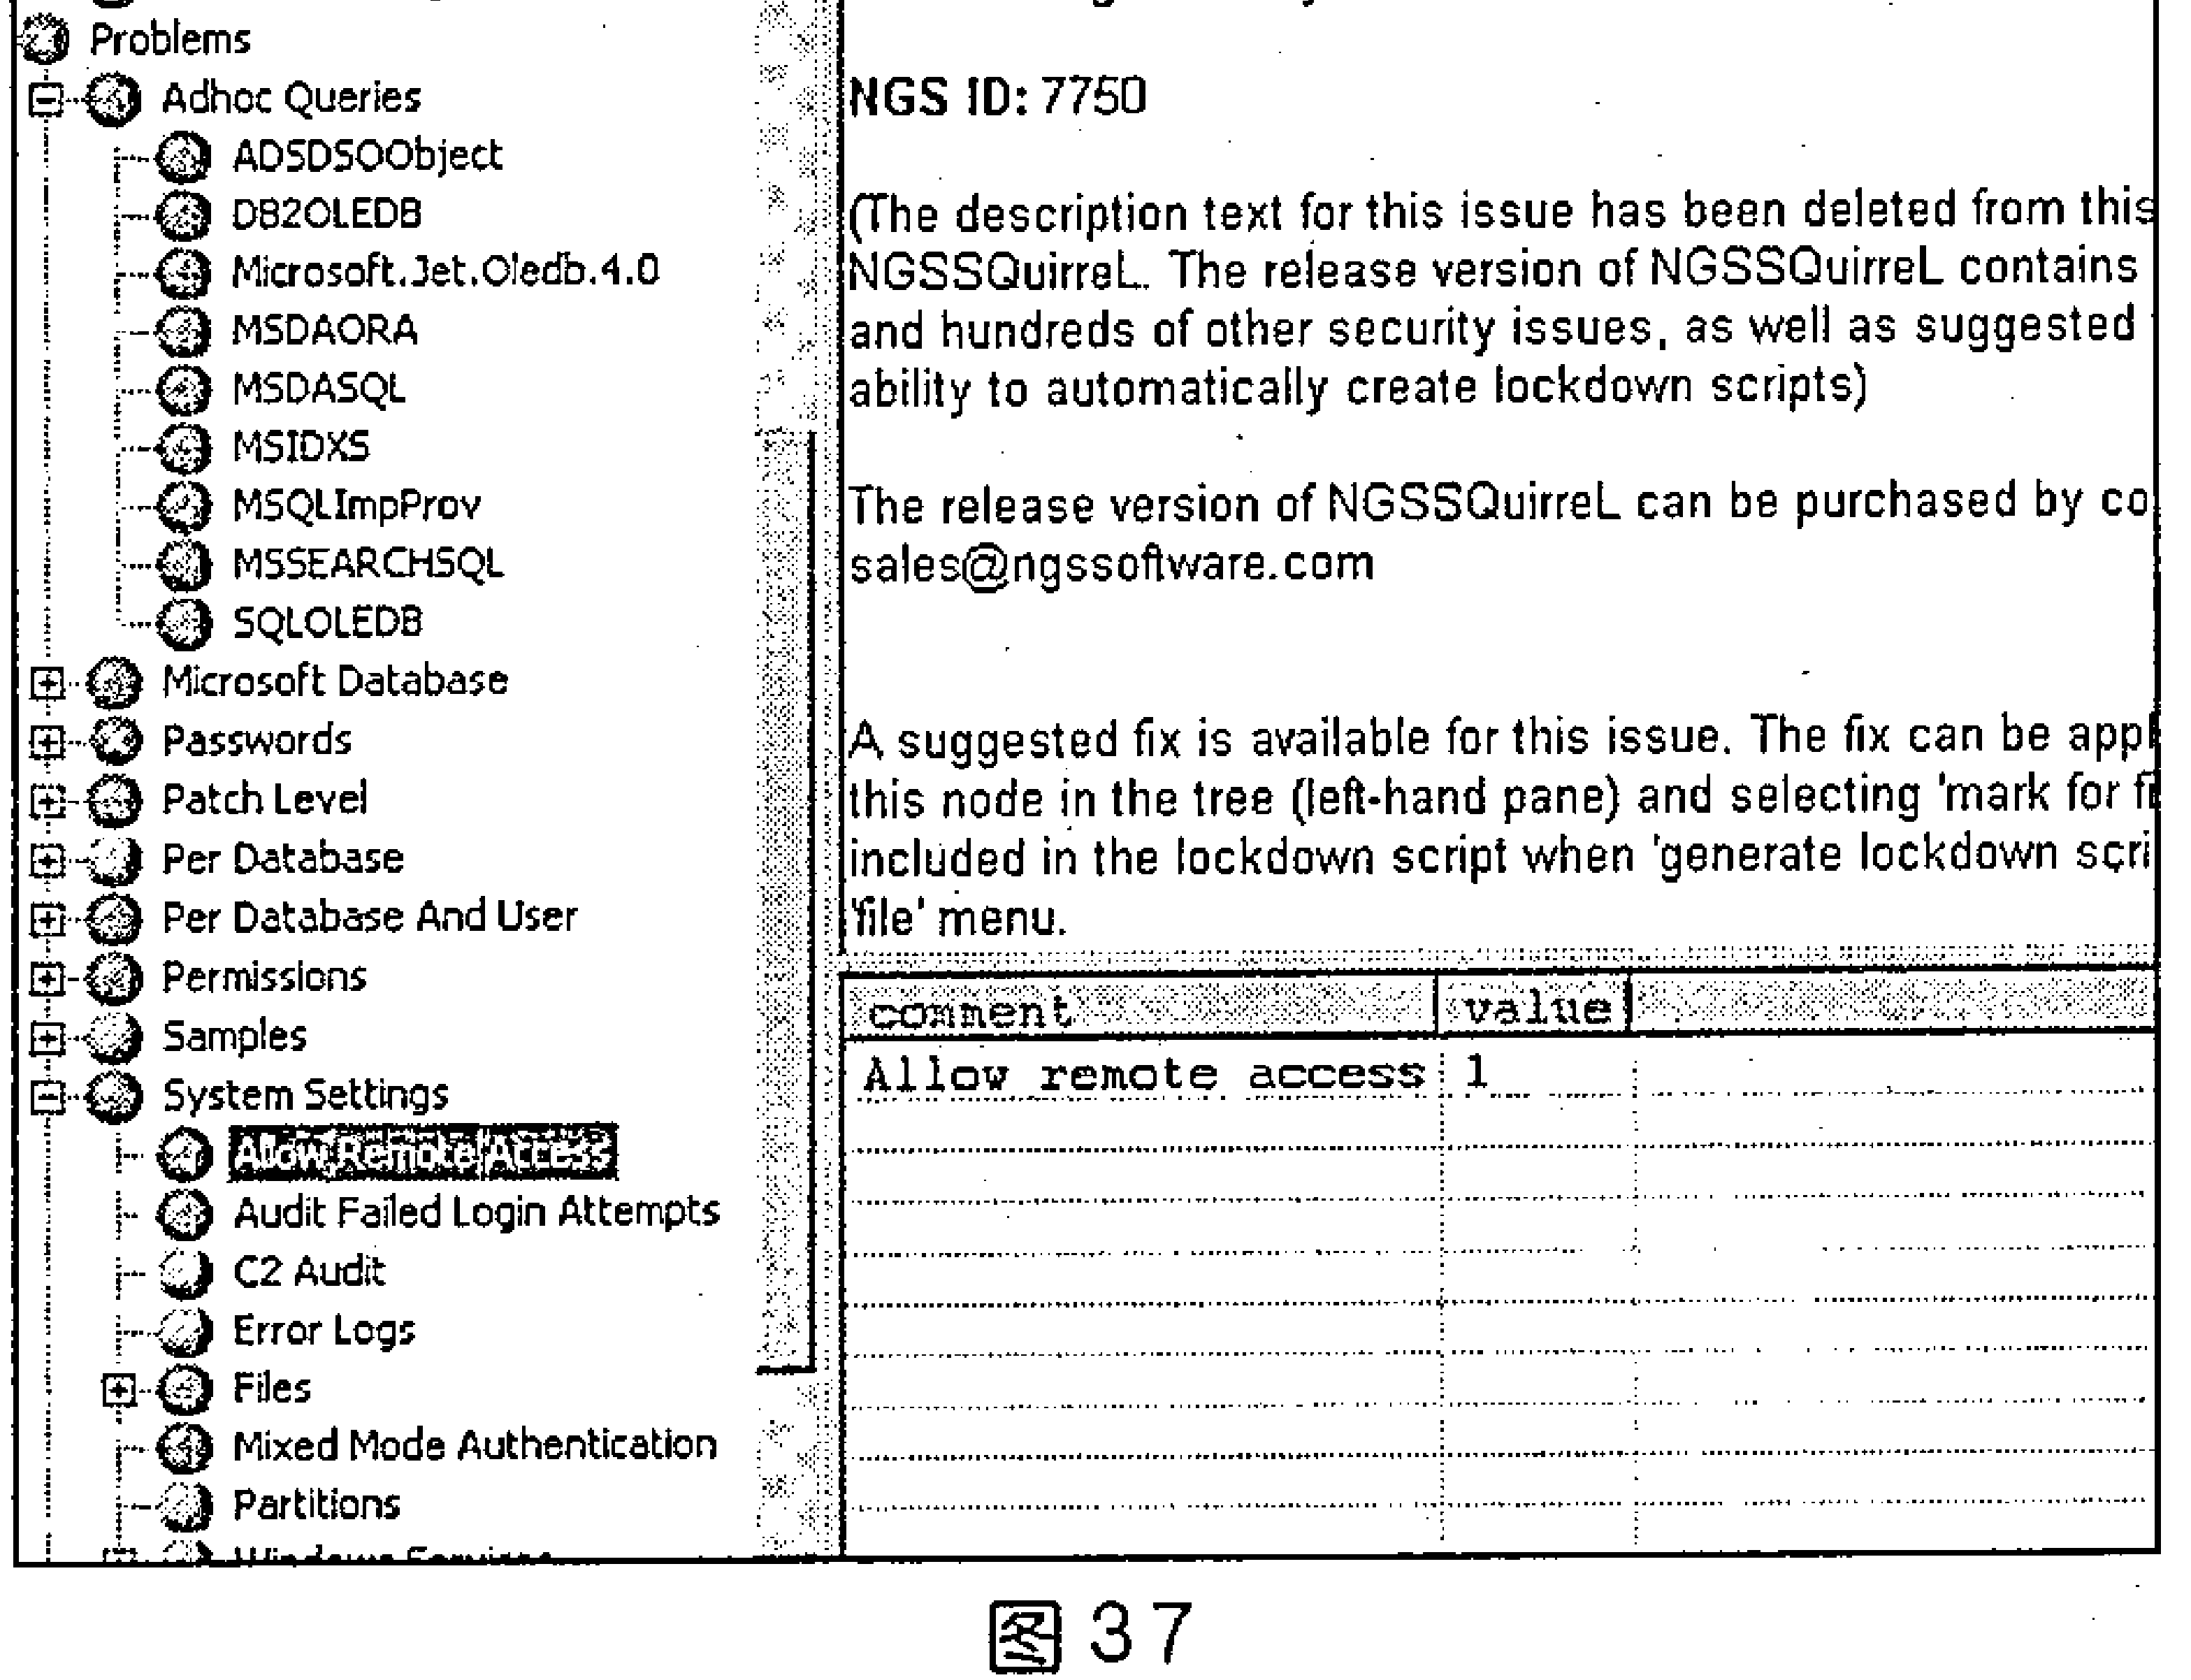 Problems
Adhoc Queries
ADSDSOObject
DB2OLEDB
Microsoft.Jet.Oledb.4.0
MSDAORA
MSDASQL
MSIDXS
MSQLImpProv
MSSEARCHSQL
SQLOLEDB
Microsoft Database
Passwords
Patch Level
Per Database
Per Database And User
Permissions
Samples
System Settings
Allow Remote Access
Audit Failed Login Attempts
C2 Audit
Error Logs
Files
Mixed Mode Authentication
Partitions
NGS ID: 7750
(The description text for this issue has been deleted from this
NGSSQuirreL. The release version of NGSSQuirreL contains
and hundreds of other security issues, as well as suggested
ability to automatically create lockdown scripts)
The release version of NGSSQuirreL can be purchased by co
sales@ngssoftware.com
A suggested fix is available for this issue. The fix can be appl
this node in the tree (left-hand pane) and selecting 'mark for fi
included in the lockdown script when 'generate lockdown scri
'file' menu.
comment value
Allow remote access 1
图 37